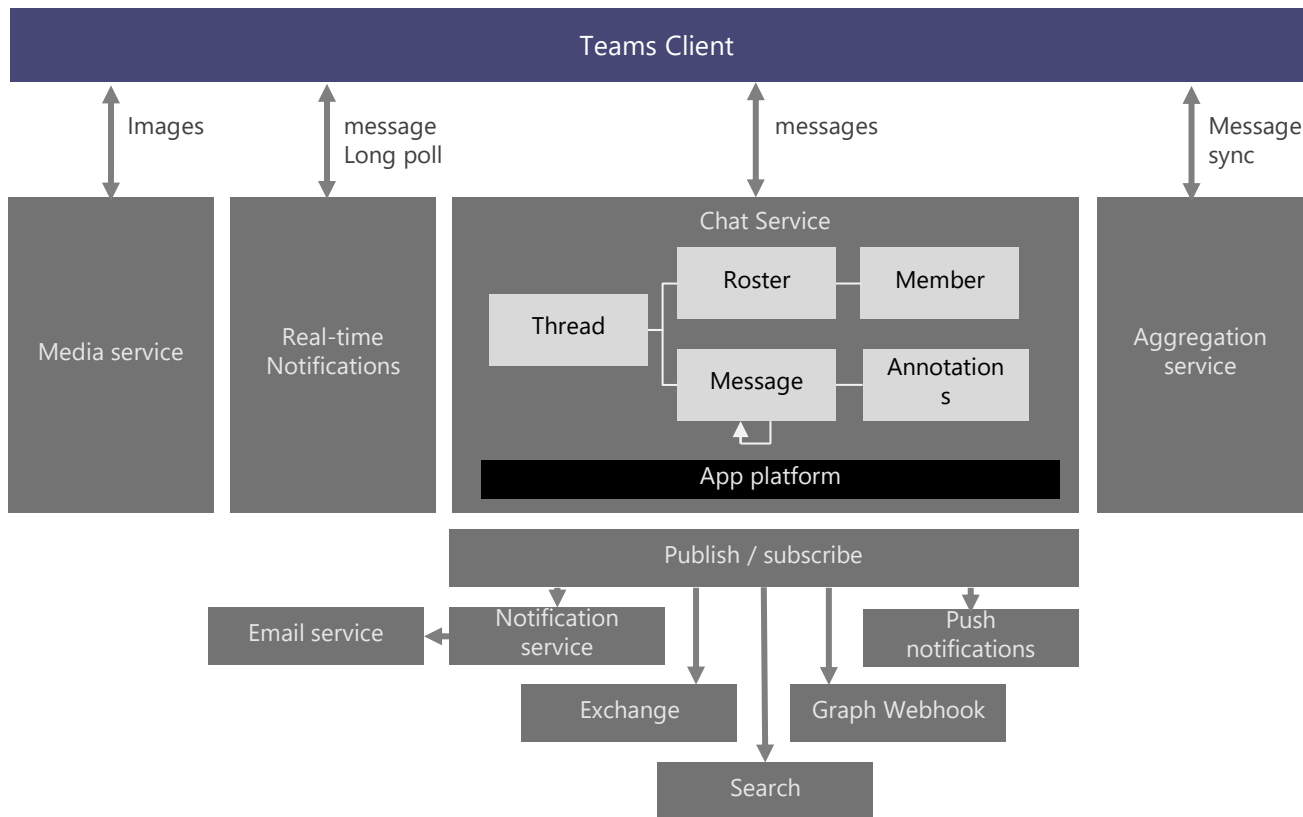 Teams Client
Images
message
Long poll
messages
Message
sync
Media service
Real-time
Notifications
Chat Service
Thread
Roster
Member
Message
Annotation
s
App platform
Aggregation
service
Publish / subscribe
Email service
Notification
service
Push
notifications
Exchange
Graph Webhook
Search